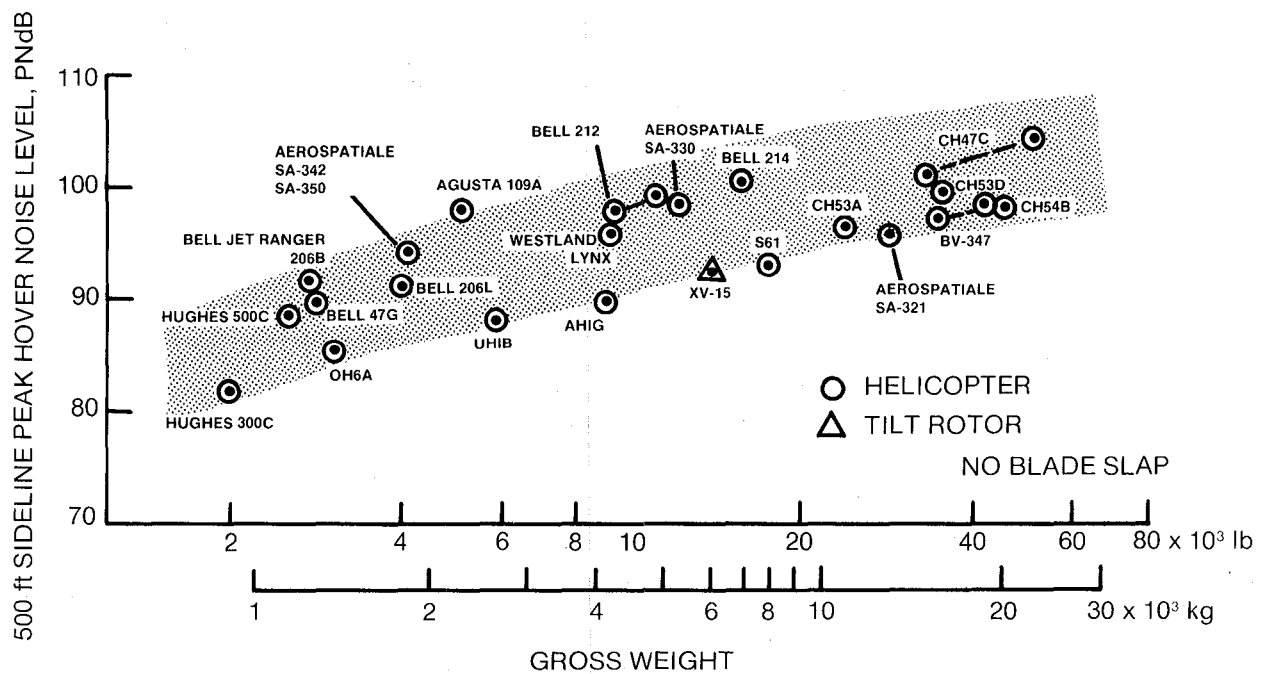 500 ft SIDELINE PEAK HOVER NOISE LEVEL, PNdB
110
100
90
80
70
AEROSPATIALE
SA-342
SA-350
BELL JET RANGER
206B
HUGHES 500C
BELL 47G
HUGHES 300C
OH6A
BELL 206L
AGUSTA 109A
UHIB
BELL 212
WESTLAND
LYNX
AHIG
AEROSPATIALE
SA-330
BELL 214
XV-15
S61
CH53A
AEROSPATIALE
SA-321
CH47C
CH53D
CH54B
BV-347
HELICOPTER
TILT ROTOR
NO BLADE SLAP
2 4 6 8 10 20 40 60 80 x 10³ lb
1 2 4 6 8 10 20 30 x 10³ kg
GROSS WEIGHT